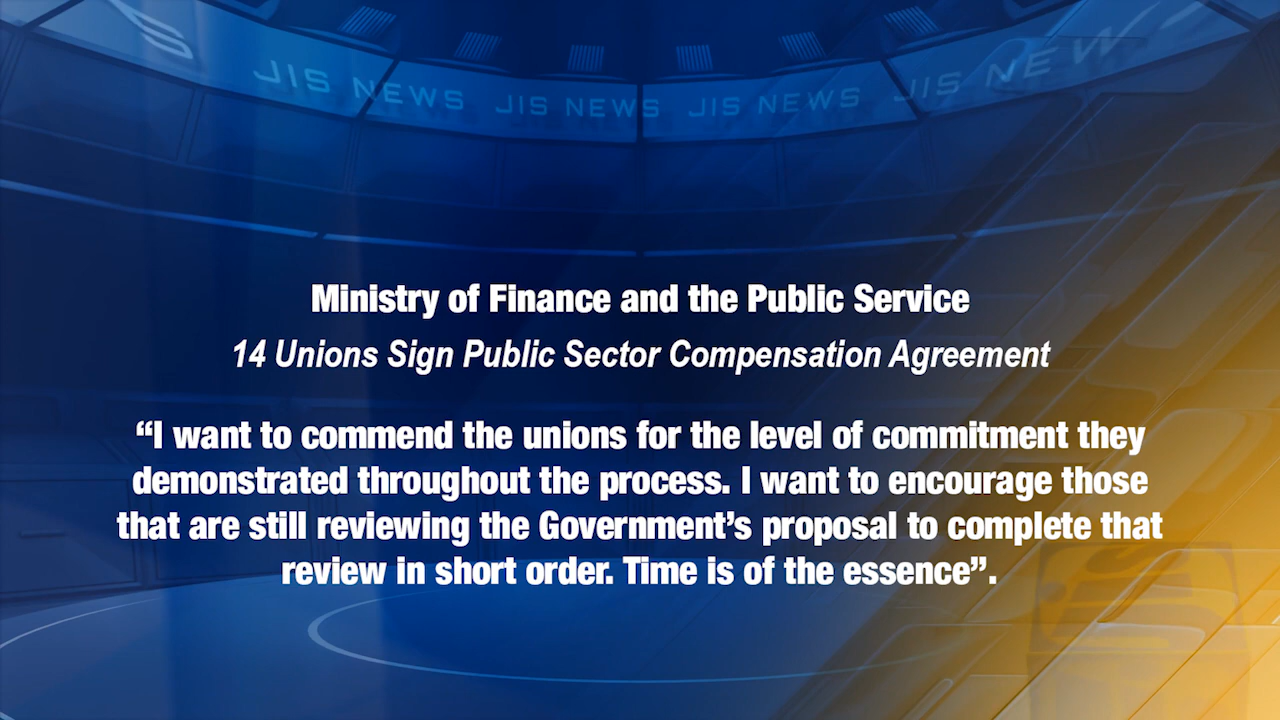 JIS NEWS JIS NEWS JIS NEWS JIS NEW
Ministry of Finance and the Public Service
14 Unions Sign Public Sector Compensation Agreement
“I want to commend the unions for the level of commitment they
demonstrated throughout the process. I want to encourage those
that are still reviewing the Government’s proposal to complete that
review in short order. Time is of the essence”.